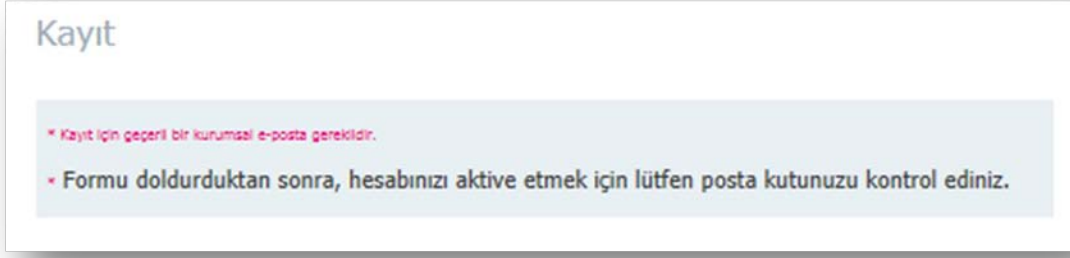 Kayıt
* Kayıt için geçerli bir kurumsal e-posta gereklidir.
* Formu doldurduktan sonra, hesabınızı aktive etmek için lütfen posta kutunuzu kontrol ediniz.